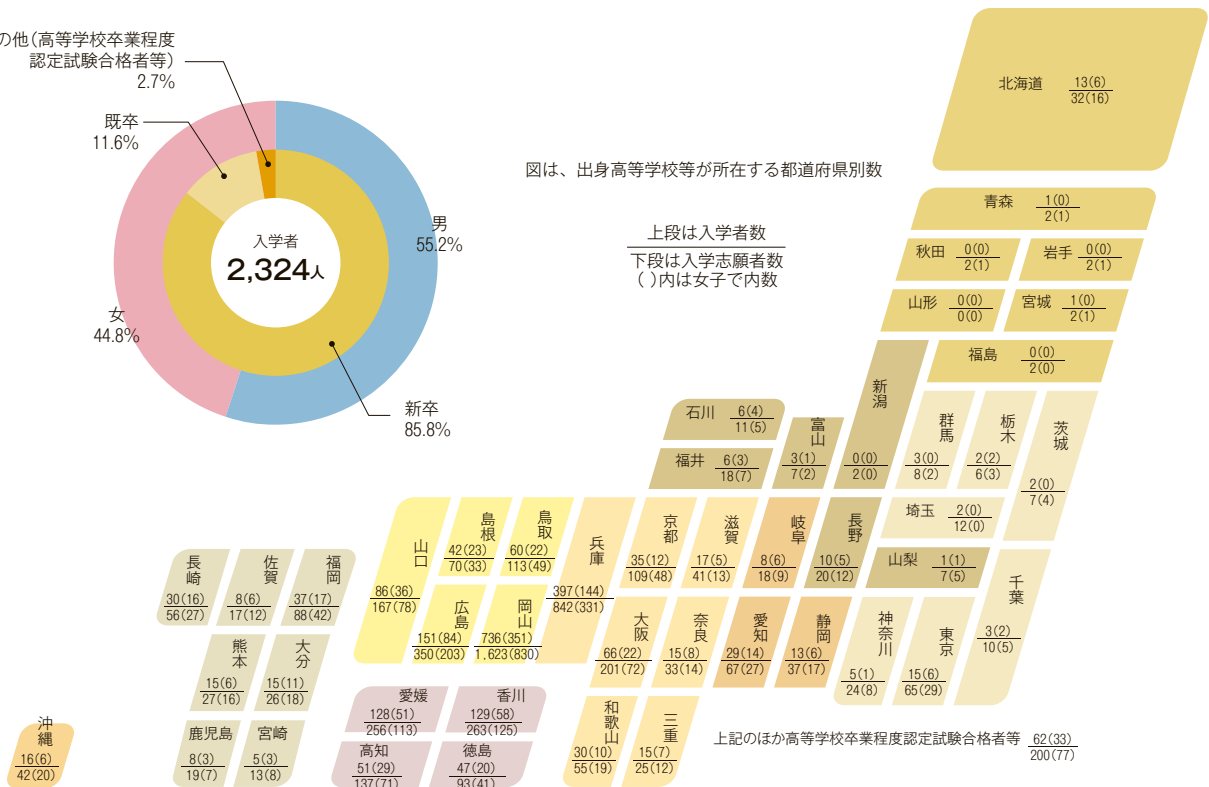 の他(高等学校卒業程度
認定試験合格者等)
2.7%
既卒
11.6%
男
55.2%
入学者
2,324人
女
44.8%
新卒
85.8%
図は、出身高等学校等が所在する都道府県別数
上段は入学者数
下段は入学志願者数
( )内は女子で内数
北海道
13(6)
32(16)
青森
1(0)
2(1)
秋田
0(0)
2(1)
岩手
0(0)
2(1)
山形
0(0)
0(0)
宮城
1(0)
2(1)
福島
0(0)
2(0)
新潟
0(0)
2(0)
群馬
3(0)
8(2)
栃木
2(2)
6(3)
茨城
2(0)
7(4)
石川
6(4)
11(5)
富山
3(1)
7(2)
福井
6(3)
18(7)
埼玉
2(0)
12(0)
長野
10(5)
20(12)
山梨
1(1)
7(5)
千葉
3(2)
10(5)
神奈川
5(1)
24(8)
東京
15(6)
65(29)
岐阜
8(6)
18(9)
愛知
29(14)
67(27)
静岡
13(6)
37(17)
京都
35(12)
109(48)
滋賀
17(5)
41(13)
兵庫
397(144)
842(331)
大阪
66(22)
201(72)
奈良
15(8)
33(14)
和歌山
30(10)
55(19)
三重
15(7)
25(12)
山口
86(36)
167(78)
島根
42(23)
70(33)
鳥取
60(22)
113(49)
広島
151(84)
350(203)
岡山
736(351)
1,623(830)
愛媛
128(51)
256(113)
香川
129(58)
263(125)
高知
51(29)
137(71)
徳島
47(20)
93(41)
長崎
30(16)
56(27)
佐賀
8(6)
17(12)
福岡
37(17)
88(42)
熊本
15(6)
27(16)
大分
15(11)
26(18)
鹿児島
8(3)
19(7)
宮崎
5(3)
13(8)
沖縄
16(6)
42(20)
上記のほか高等学校卒業程度認定試験合格者等
62(33)
200(77)